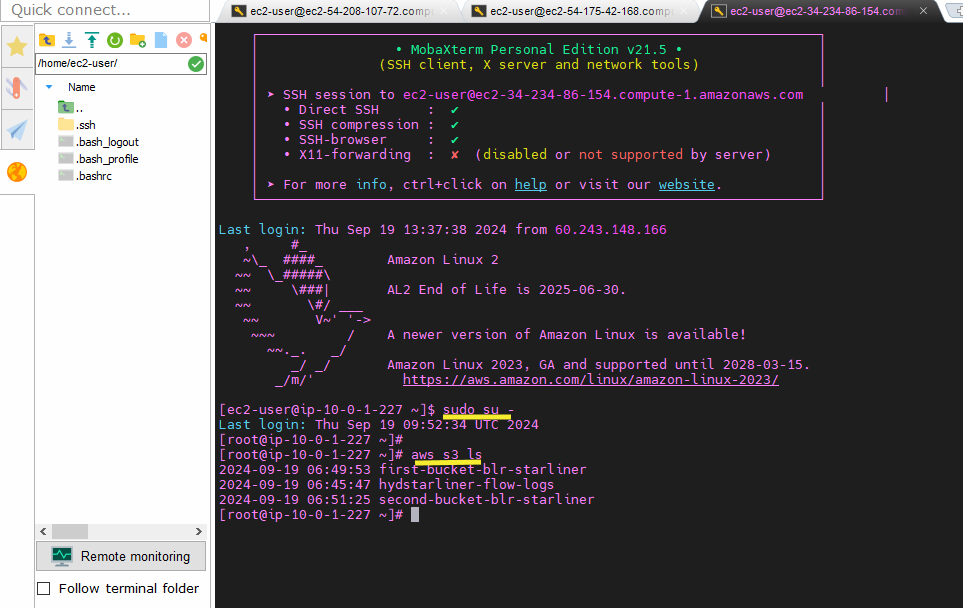 Quick connect...
ec2-user@ec2-54-208-107-72.compu
ec2-user@ec2-54-175-42-168.comp
ec2-user@ec2-34-234-86-154.com
/home/ec2-user/
Name
..
.ssh
.bash_logout
.bash_profile
.bashrc
Remote monitoring
Follow terminal folder
• MobaXterm Personal Edition v21.5 •
(SSH client, X server and network tools)
➤ SSH session to ec2-user@ec2-34-234-86-154.compute-1.amazonaws.com
• Direct SSH      :  ✔
• SSH compression :  ✔
• SSH-browser     :  ✔
• X11-forwarding  :  ✘  (disabled or not supported by server)
➤ For more info, ctrl+click on help or visit our website.
Last login: Thu Sep 19 13:37:38 2024 from 60.243.148.166
   ,     #_
   ~\_  ####_        Amazon Linux 2
  ~~  \_#####\
  ~~     \###|       AL2 End of Life is 2025-06-30.
  ~~       \#/ ___
   ~~       V~' '->
    ~~~         /    A newer version of Amazon Linux is available!
      ~~._.   _/
         _/ _/       Amazon Linux 2023, GA and supported until 2028-03-15.
       _/m/'           https://aws.amazon.com/linux/amazon-linux-2023/
[ec2-user@ip-10-0-1-227 ~]$ sudo su -
Last login: Thu Sep 19 09:52:34 UTC 2024
[root@ip-10-0-1-227 ~]#
[root@ip-10-0-1-227 ~]# aws s3 ls
2024-09-19 06:49:53 first-bucket-blr-starliner
2024-09-19 06:45:47 hydstarliner-flow-logs
2024-09-19 06:51:25 second-bucket-blr-starliner
[root@ip-10-0-1-227 ~]#